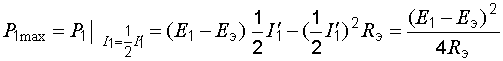 P₁max = P₁ | I₁=½I₁′ = (E₁ − Eэ) ½ I₁′ − (½ I₁′)² Rэ = (E₁ − Eэ)² / 4Rэ